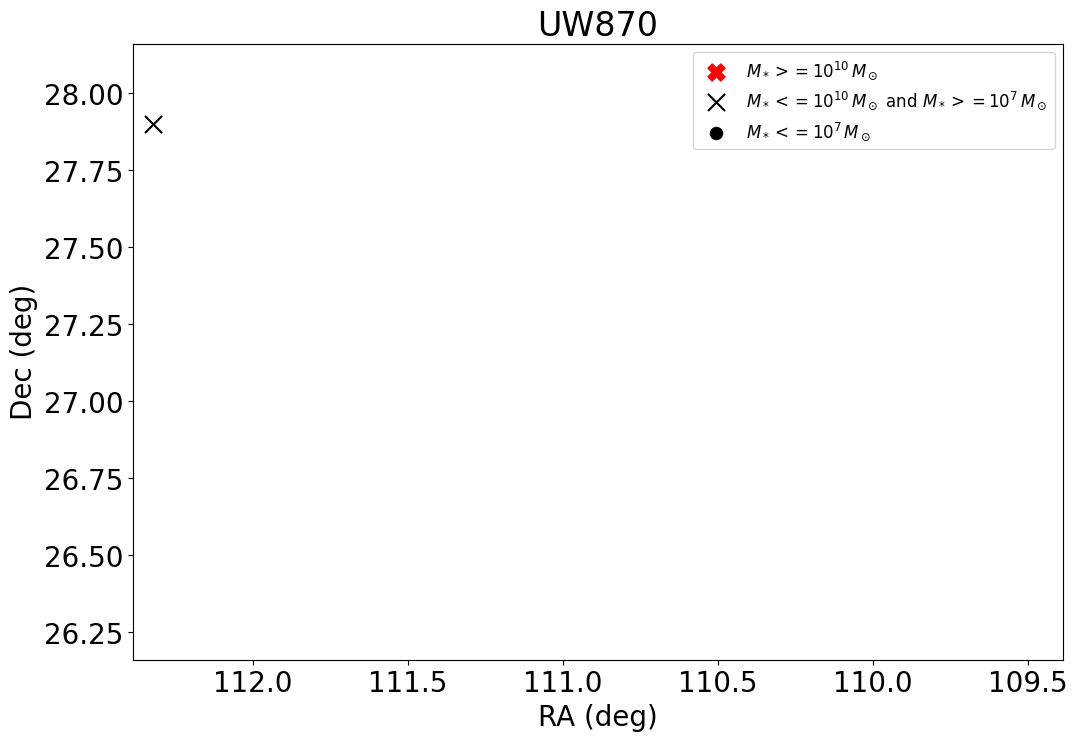 UW870
M* >= 10^10 M⊙
M* <= 10^10 M⊙ and M* >= 10^7 M⊙
M* <= 10^7 M⊙
28.00
27.75
27.50
27.25
27.00
26.75
26.50
26.25
Dec (deg)
112.0 111.5 111.0 110.5 110.0 109.5
RA (deg)